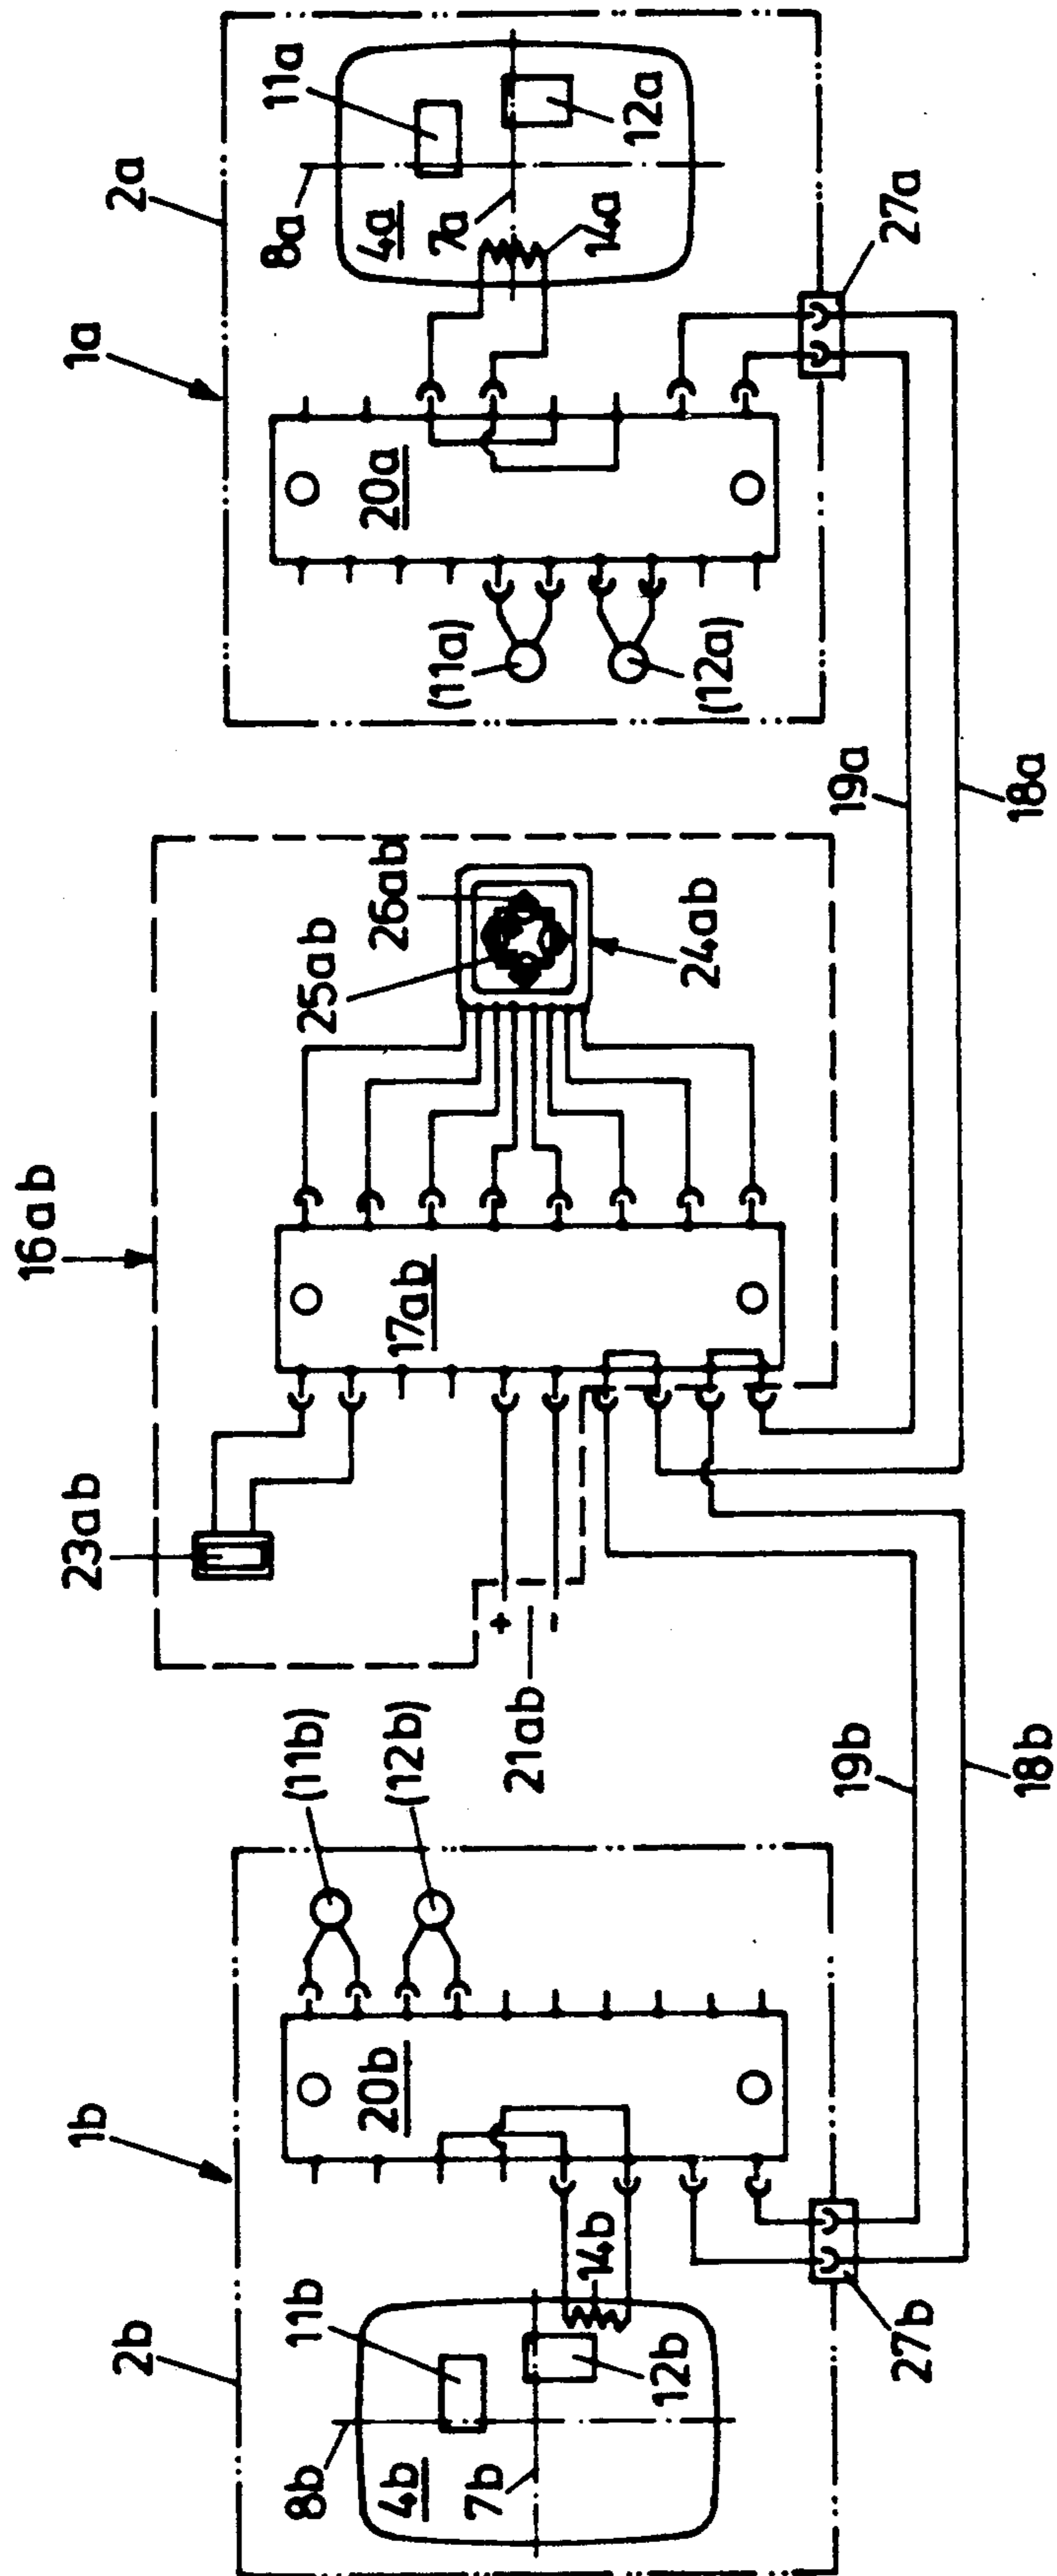 1b
2b
8b
4b
7b
11b
12b
14b
20b
(11b)
(12b)
27b
19b
18b
16ab
23ab
21ab
+
-
17ab
25ab
26ab
24ab
1a
2a
8a
4a
7a
11a
12a
14a
20a
(11a)
(12a)
27a
19a
18a